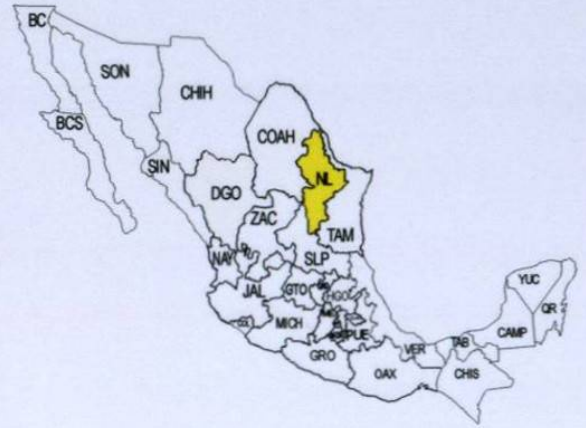 BC
SON
CHIH
COAH
BCS
SIN
NL
DGO
ZAC
TAM
NAY
SLP
JAL
GTO
HGO
MICH
PUE
GRO
VER
OAX
TAB
CHIS
CAMP
YUC
QR